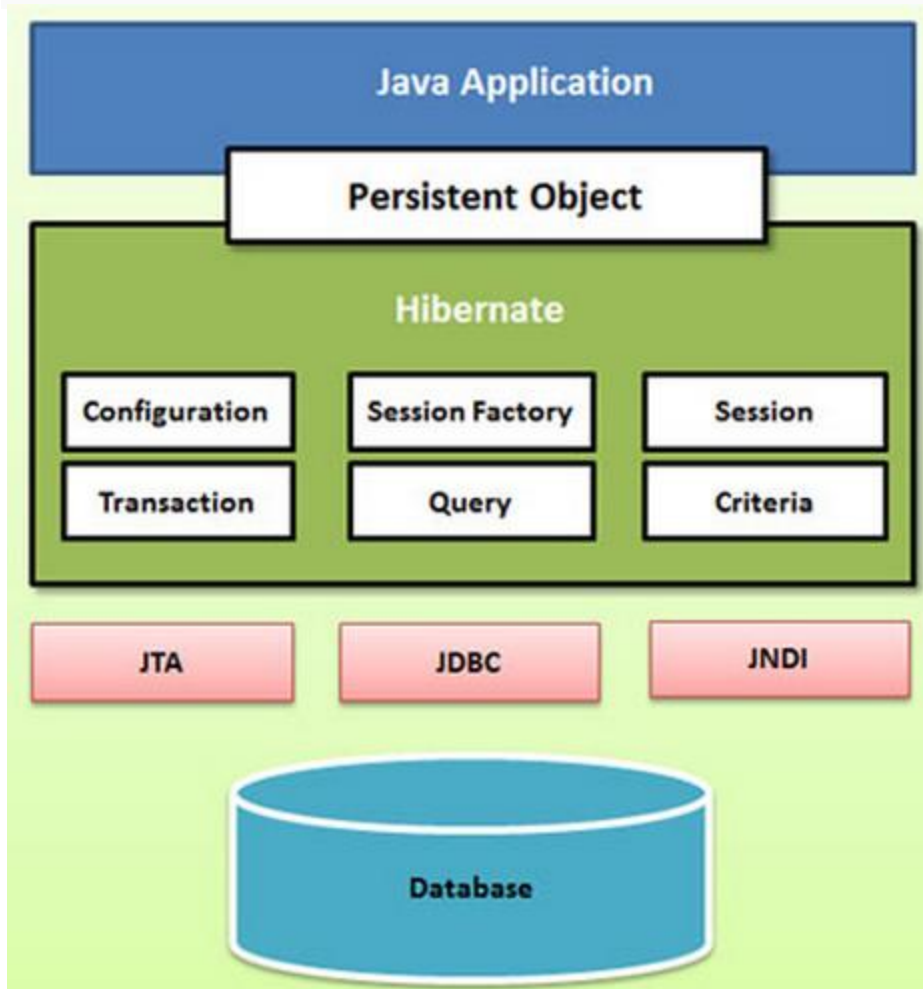 Java Application
Persistent Object
Hibernate
Configuration
Session Factory
Session
Transaction
Query
Criteria
JTA
JDBC
JNDI
Database